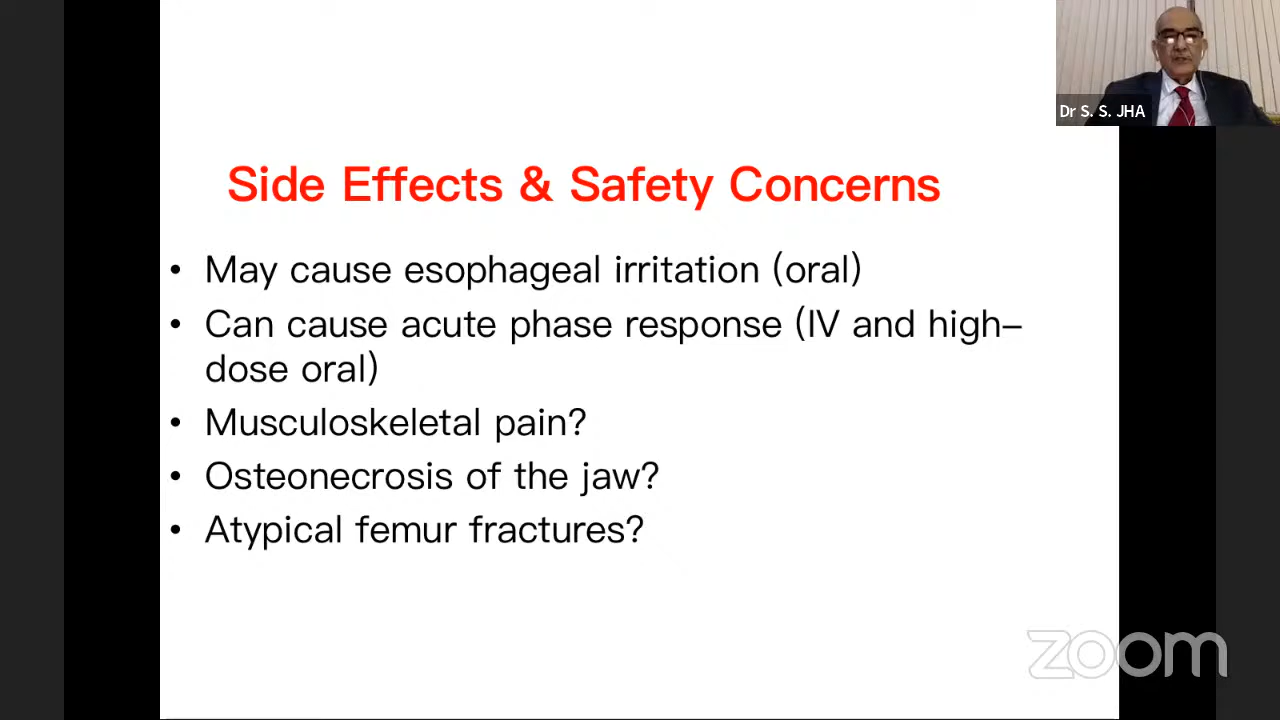 Dr S. S. JHA
Side Effects & Safety Concerns
• May cause esophageal irritation (oral)
• Can cause acute phase response (IV and high–
dose oral)
• Musculoskeletal pain?
• Osteonecrosis of the jaw?
• Atypical femur fractures?
zoom